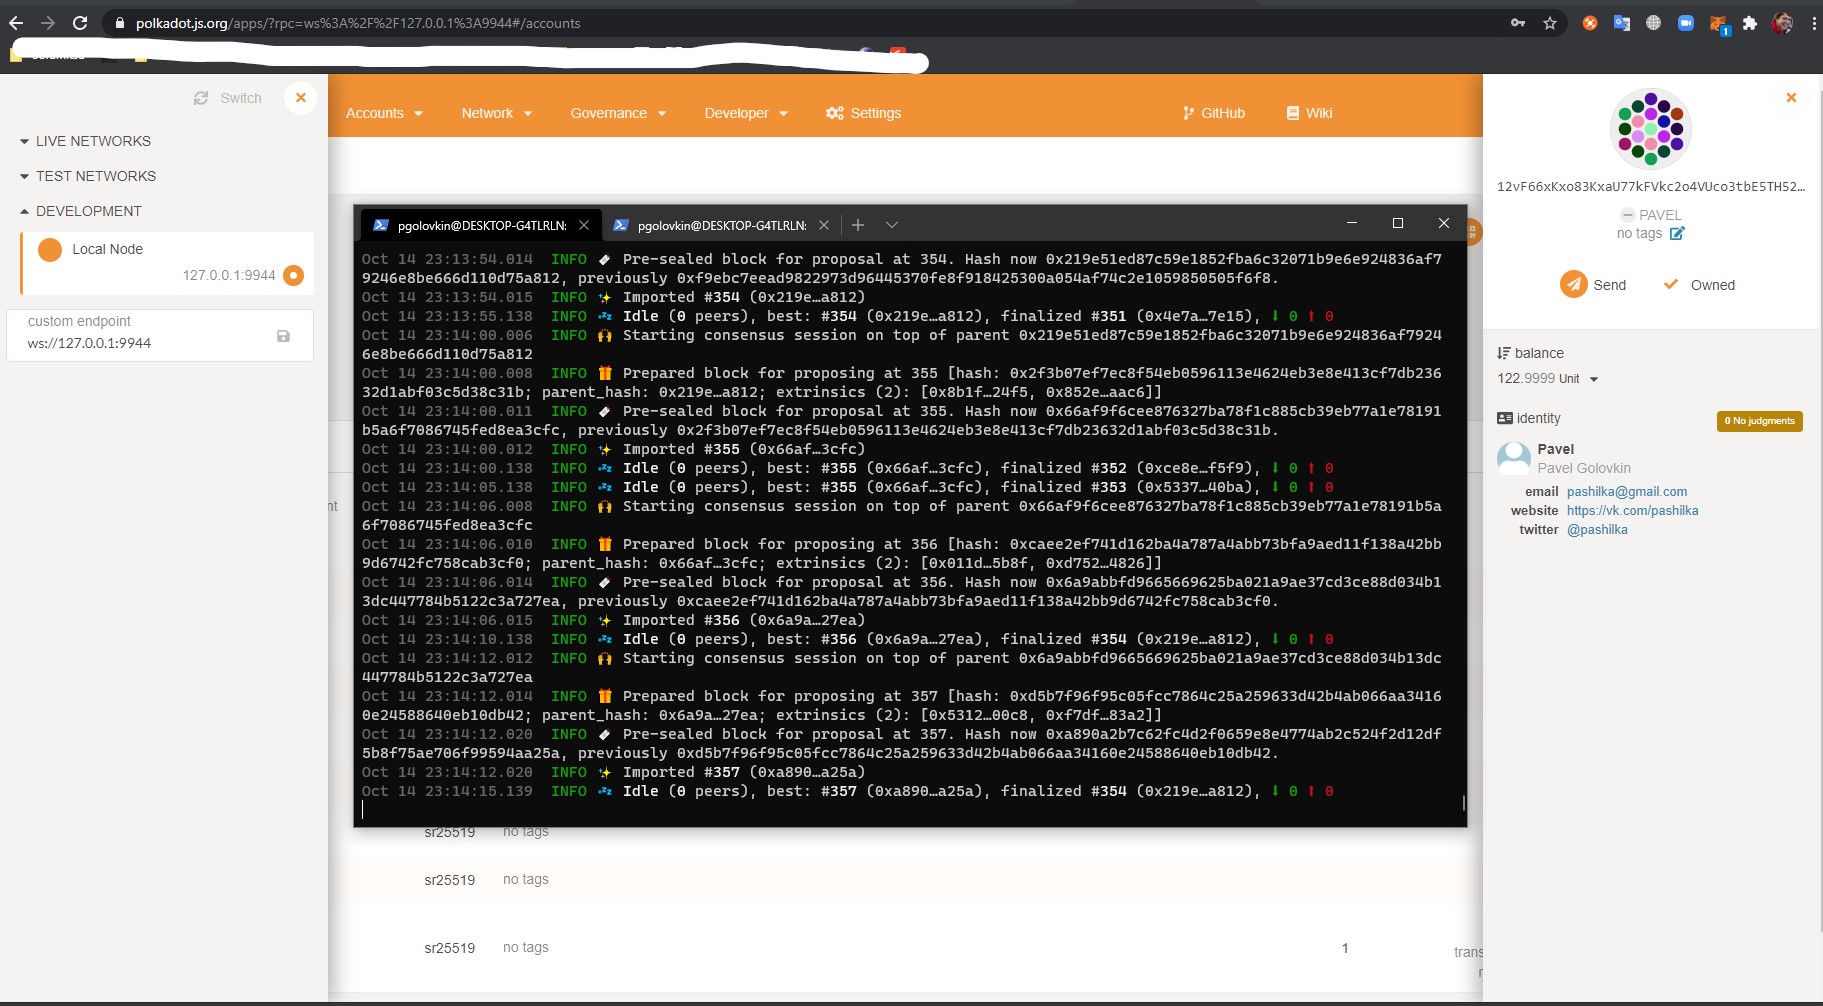 polkadot.js.org/apps/?rpc=ws%3A%2F%2F127.0.0.1%3A9944#/accounts
1
Switch
LIVE NETWORKS
TEST NETWORKS
DEVELOPMENT
Local Node
127.0.0.1:9944
custom endpoint
ws://127.0.0.1:9944
Accounts Network Governance Developer Settings GitHub Wiki
pgolovkin@DESKTOP-G4TLRLN: pgolovkin@DESKTOP-G4TLRLN:
Oct 14 23:13:54.014 INFO 🔖 Pre-sealed block for proposal at 354. Hash now 0x219e51ed87c59e1852fba6c32071b9e6e924836af7
9246e8be666d110d75a812, previously 0xf9ebc7eead9822973d96445370fe8f918425300a054af74c2e1059850505f6f8.
Oct 14 23:13:54.015 INFO ✨ Imported #354 (0x219e…a812)
Oct 14 23:13:55.138 INFO 💤 Idle (0 peers), best: #354 (0x219e…a812), finalized #351 (0x4e7a…7e15), ⬇ 0 ⬆ 0
Oct 14 23:14:00.006 INFO 🙌 Starting consensus session on top of parent 0x219e51ed87c59e1852fba6c32071b9e6e924836af7924
6e8be666d110d75a812
Oct 14 23:14:00.008 INFO 🎁 Prepared block for proposing at 355 [hash: 0x2f3b07ef7ec8f54eb0596113e4624eb3e8e413cf7db236
32d1abf03c5d38c31b; parent_hash: 0x219e…a812; extrinsics (2): [0x8b1f…24f5, 0x852e…aac6]]
Oct 14 23:14:00.011 INFO 🔖 Pre-sealed block for proposal at 355. Hash now 0x66af9f6cee876327ba78f1c885cb39eb77a1e78191
b5a6f7086745fed8ea3cfc, previously 0x2f3b07ef7ec8f54eb0596113e4624eb3e8e413cf7db23632d1abf03c5d38c31b.
Oct 14 23:14:00.012 INFO ✨ Imported #355 (0x66af…3cfc)
Oct 14 23:14:00.138 INFO 💤 Idle (0 peers), best: #355 (0x66af…3cfc), finalized #352 (0xce8e…f5f9), ⬇ 0 ⬆ 0
Oct 14 23:14:05.138 INFO 💤 Idle (0 peers), best: #355 (0x66af…3cfc), finalized #353 (0x5337…40ba), ⬇ 0 ⬆ 0
Oct 14 23:14:06.008 INFO 🙌 Starting consensus session on top of parent 0x66af9f6cee876327ba78f1c885cb39eb77a1e78191b5a
6f7086745fed8ea3cfc
Oct 14 23:14:06.010 INFO 🎁 Prepared block for proposing at 356 [hash: 0xcaee2ef741d162ba4a787a4abb73bfa9aed11f138a42bb
9d6742fc758cab3cf0; parent_hash: 0x66af…3cfc; extrinsics (2): [0x011d…5b8f, 0xd752…4826]]
Oct 14 23:14:06.014 INFO 🔖 Pre-sealed block for proposal at 356. Hash now 0x6a9abbfd9665669625ba021a9ae37cd3ce88d034b1
3dc447784b5122c3a727ea, previously 0xcaee2ef741d162ba4a787a4abb73bfa9aed11f138a42bb9d6742fc758cab3cf0.
Oct 14 23:14:06.015 INFO ✨ Imported #356 (0x6a9a…27ea)
Oct 14 23:14:10.138 INFO 💤 Idle (0 peers), best: #356 (0x6a9a…27ea), finalized #354 (0x219e…a812), ⬇ 0 ⬆ 0
Oct 14 23:14:12.012 INFO 🙌 Starting consensus session on top of parent 0x6a9abbfd9665669625ba021a9ae37cd3ce88d034b13dc
447784b5122c3a727ea
Oct 14 23:14:12.014 INFO 🎁 Prepared block for proposing at 357 [hash: 0xd5b7f96f95c05fcc7864c25a259633d42b4ab066aa3416
0e24588640eb10db42; parent_hash: 0x6a9a…27ea; extrinsics (2): [0x5312…00c8, 0xf7df…83a2]]
Oct 14 23:14:12.020 INFO 🔖 Pre-sealed block for proposal at 357. Hash now 0xa890a2b7c62fc4d2f0659e8e4774ab2c524f2d12df
5b8f75ae706f99594aa25a, previously 0xd5b7f96f95c05fcc7864c25a259633d42b4ab066aa34160e24588640eb10db42.
Oct 14 23:14:12.020 INFO ✨ Imported #357 (0xa890…a25a)
Oct 14 23:14:15.139 INFO 💤 Idle (0 peers), best: #357 (0xa890…a25a), finalized #354 (0x219e…a812), ⬇ 0 ⬆ 0
sr25519 no tags
sr25519 no tags
sr25519 no tags 1
12vF66xKxo83KxaU77kFVkc2o4VUco3tbE5TH52…
PAVEL
no tags
Send Owned
balance
122.9999 Unit
identity 0 No judgments
Pavel
Pavel Golovkin
email pashilka@gmail.com
website https://vk.com/pashilka
twitter @pashilka